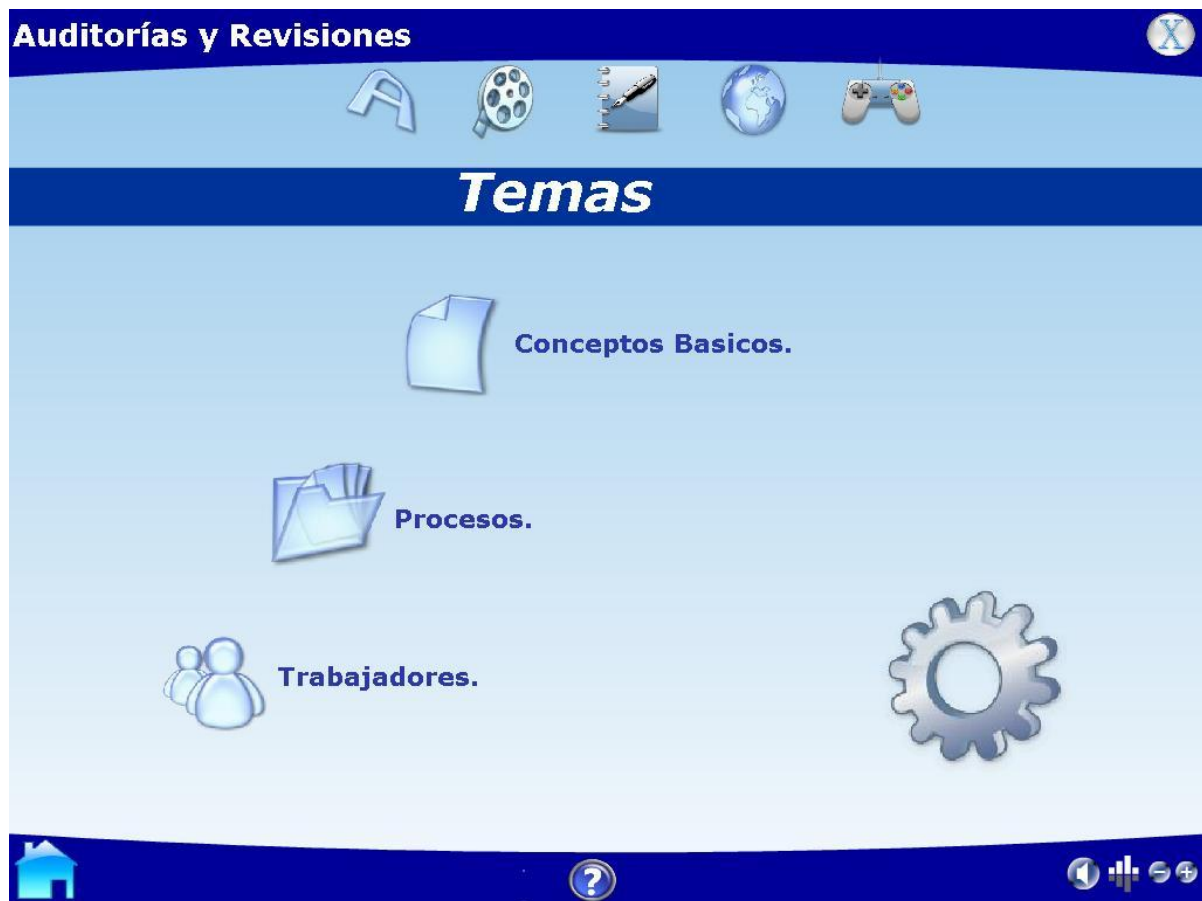 Auditorías y Revisiones
X
A
Temas
Conceptos Basicos.
Procesos.
Trabajadores.
?